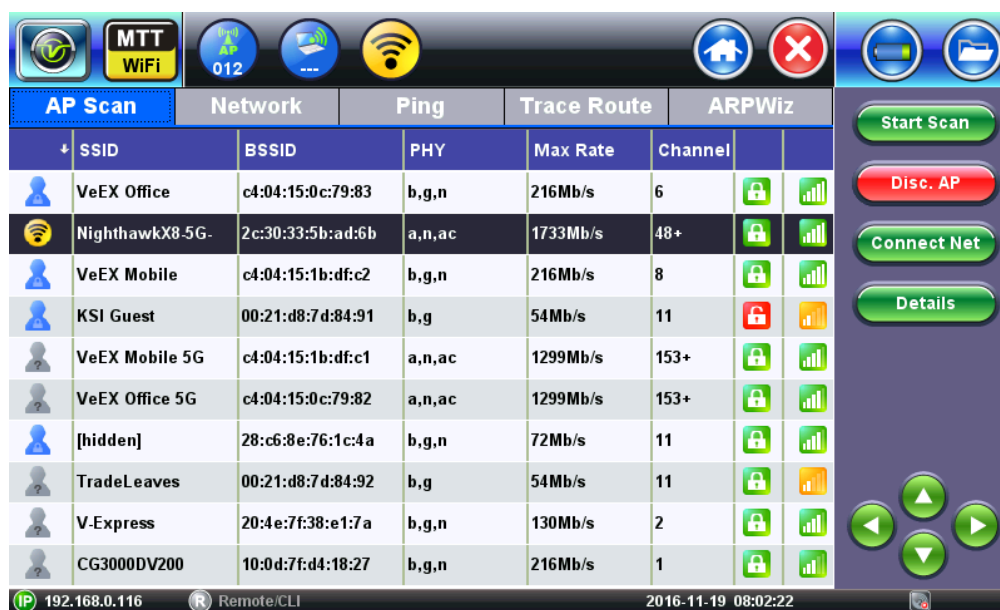 MTT
WiFi
AP
012
---
AP Scan Network Ping Trace Route ARPWiz
SSID BSSID PHY Max Rate Channel
VeEX Office c4:04:15:0c:79:83 b,g,n 216Mb/s 6
NighthawkX8-5G- 2c:30:33:5b:ad:6b a,n,ac 1733Mb/s 48+
VeEX Mobile c4:04:15:1b:df:c2 b,g,n 216Mb/s 8
KSI Guest 00:21:d8:7d:84:91 b,g 54Mb/s 11
VeEX Mobile 5G c4:04:15:1b:df:c1 a,n,ac 1299Mb/s 153+
VeEX Office 5G c4:04:15:0c:79:82 a,n,ac 1299Mb/s 153+
[hidden] 28:c6:8e:76:1c:4a b,g,n 72Mb/s 11
TradeLeaves 00:21:d8:7d:84:92 b,g 54Mb/s 11
V-Express 20:4e:7f:38:e1:7a b,g,n 130Mb/s 2
CG3000DV200 10:0d:7f:d4:18:27 b,g,n 216Mb/s 1
Start Scan
Disc. AP
Connect Net
Details
IP 192.168.0.116 R Remote/CLI 2016-11-19 08:02:22